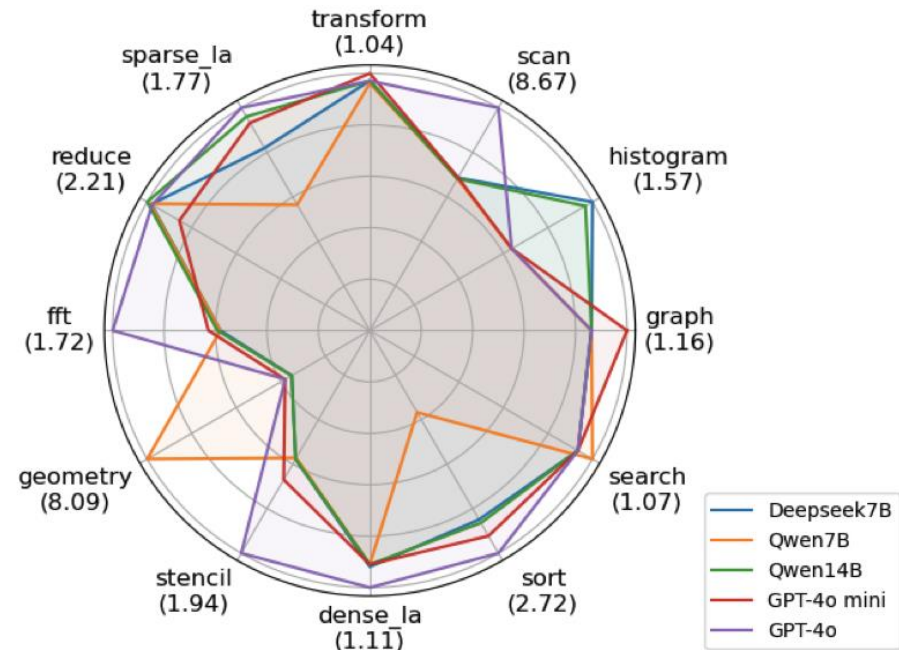 transform
(1.04)
scan
(8.67)
histogram
(1.57)
graph
(1.16)
search
(1.07)
sort
(2.72)
dense_la
(1.11)
stencil
(1.94)
geometry
(8.09)
fft
(1.72)
reduce
(2.21)
sparse_la
(1.77)
Deepseek7B
Qwen7B
Qwen14B
GPT-4o mini
GPT-4o